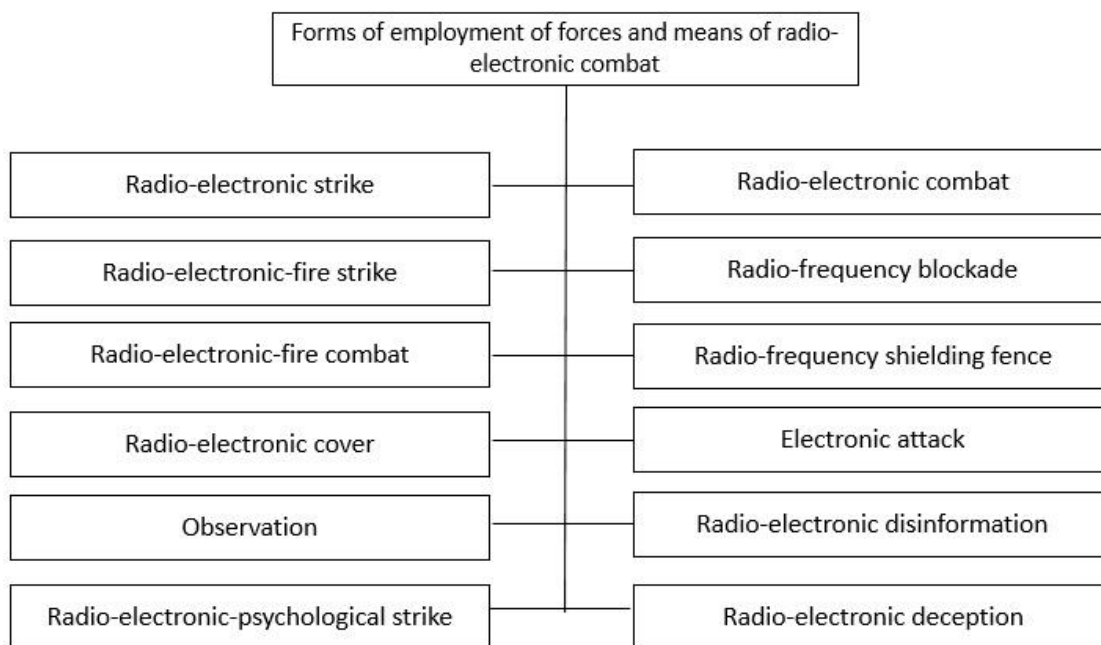 Forms of employment of forces and means of radio-
electronic combat
Radio-electronic strike
Radio-electronic combat
Radio-electronic-fire strike
Radio-frequency blockade
Radio-electronic-fire combat
Radio-frequency shielding fence
Radio-electronic cover
Electronic attack
Observation
Radio-electronic disinformation
Radio-electronic-psychological strike
Radio-electronic deception